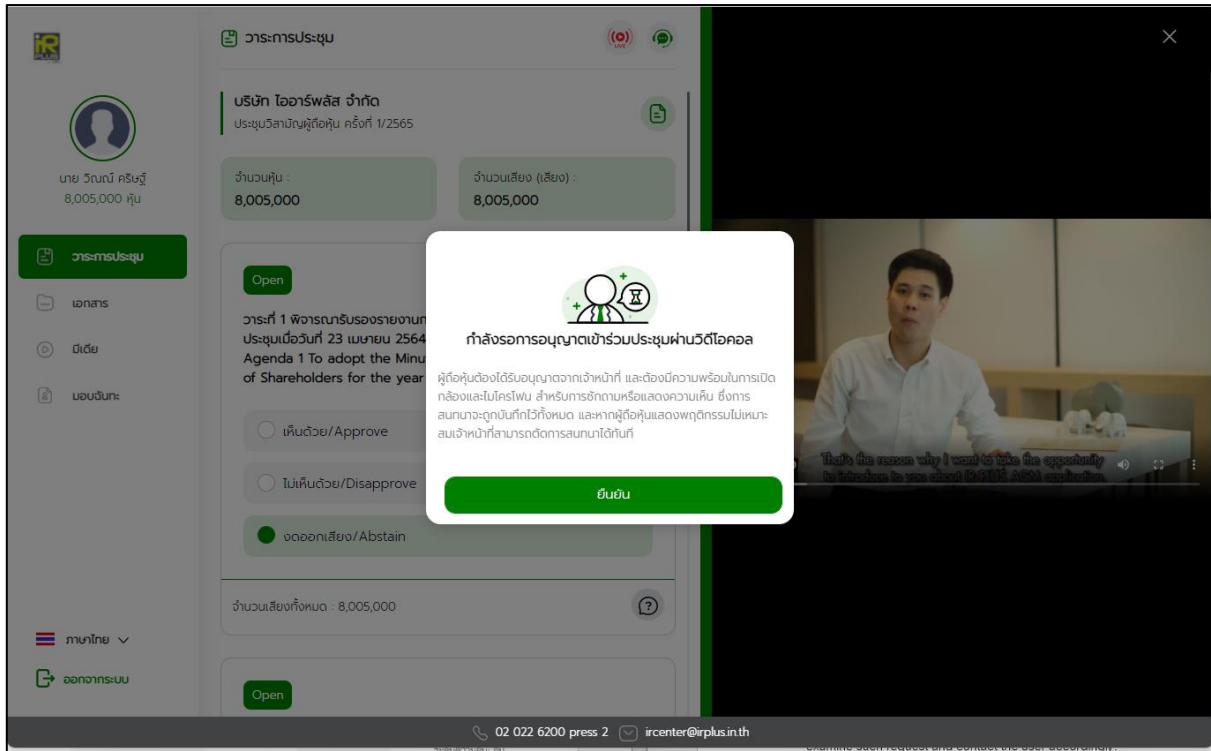 iR
PLUS
วาระการประชุม
LIVE
บริษัท ไออาร์พลัส จำกัด
ประชุมวิสามัญผู้ถือหุ้น ครั้งที่ 1/2565
นาย วิณณ์ คริษฐ์
8,005,000 หุ้น
จำนวนหุ้น :
8,005,000
จำนวนเสียง (เสียง) :
8,005,000
วาระการประชุม
เอกสาร
มีเดีย
มอบฉันทะ
Open
วาระที่ 1 พิจารณารับรองรายงาน
ประชุมเมื่อวันที่ 23 เมษายน 2564
Agenda 1 To adopt the
of Shareholders for the year
เห็นด้วย/Approve
ไม่เห็นด้วย/Disapprove
งดออกเสียง/Abstain
จำนวนเสียงทั้งหมด : 8,005,000
Open
กำลังรอการอนุญาตเข้าร่วมประชุมผ่านวิดีโอคอล
ผู้ถือหุ้นต้องได้รับอนุญาตจากเจ้าหน้าที่ และต้องมีความพร้อมในการเปิด
กล้องและไมโครโฟน สำหรับการซักถามหรือแสดงความเห็น ซึ่งการ
สนทนาจะถูกบันทึกไว้ทั้งหมด และหากผู้ถือหุ้นแสดงพฤติกรรมไม่เหมาะ
สมเจ้าหน้าที่สามารถตัดการสนทนาได้ทันที
ยืนยัน
That's the reason why I want to take the opportunity
to introduce to you about IR PLUS AGM application
ภาษาไทย
ออกจากระบบ
02 022 6200 press 2 ircenter@irplus.in.th
examine such request and contact the user accordingly.